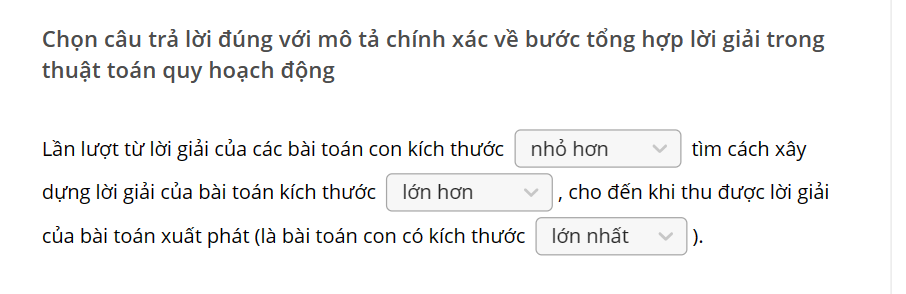 Chọn câu trả lời đúng với mô tả chính xác về bước tổng hợp lời giải trong
thuật toán quy hoạch động
Lần lượt từ lời giải của các bài toán con kích thước nhỏ hơn tìm cách xây
dựng lời giải của bài toán kích thước lớn hơn , cho đến khi thu được lời giải
của bài toán xuất phát (là bài toán con có kích thước lớn nhất ).